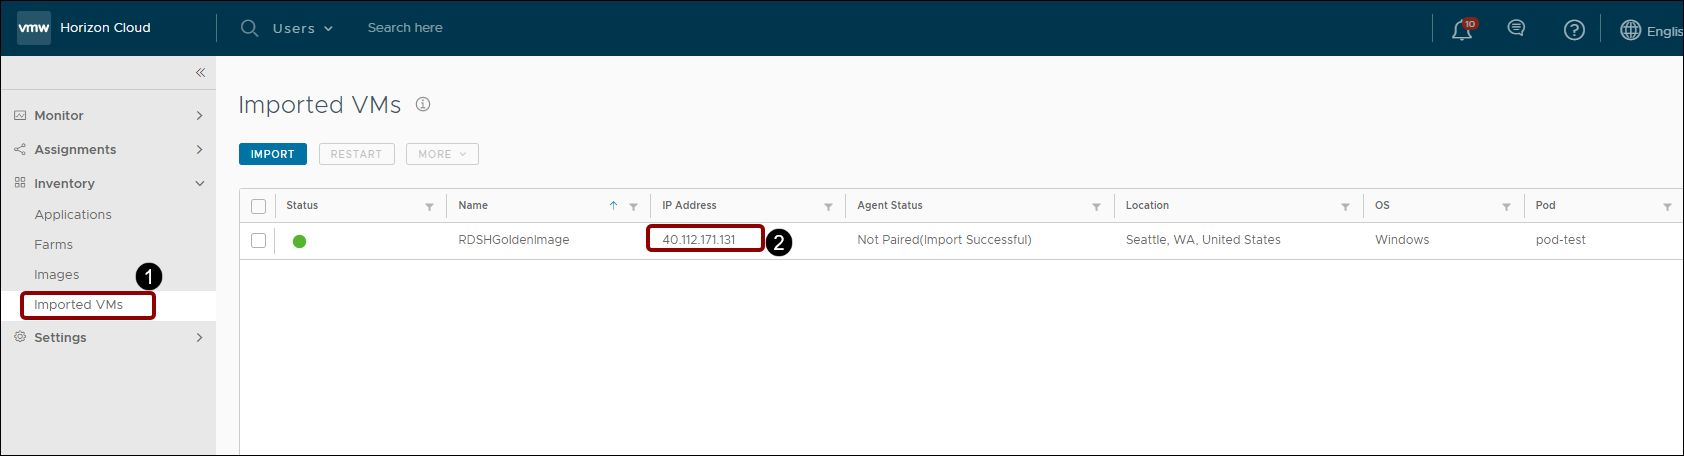 vmw Horizon Cloud Users Search here 10 ? Englis
Monitor
Assignments
Inventory
Applications
Farms
Images
1
Imported VMs
Settings
Imported VMs
IMPORT RESTART MORE
Status Name IP Address Agent Status Location OS Pod
RDSHGoldenImage 40.112.171.131 2 Not Paired(Import Successful) Seattle, WA, United States Windows pod-test